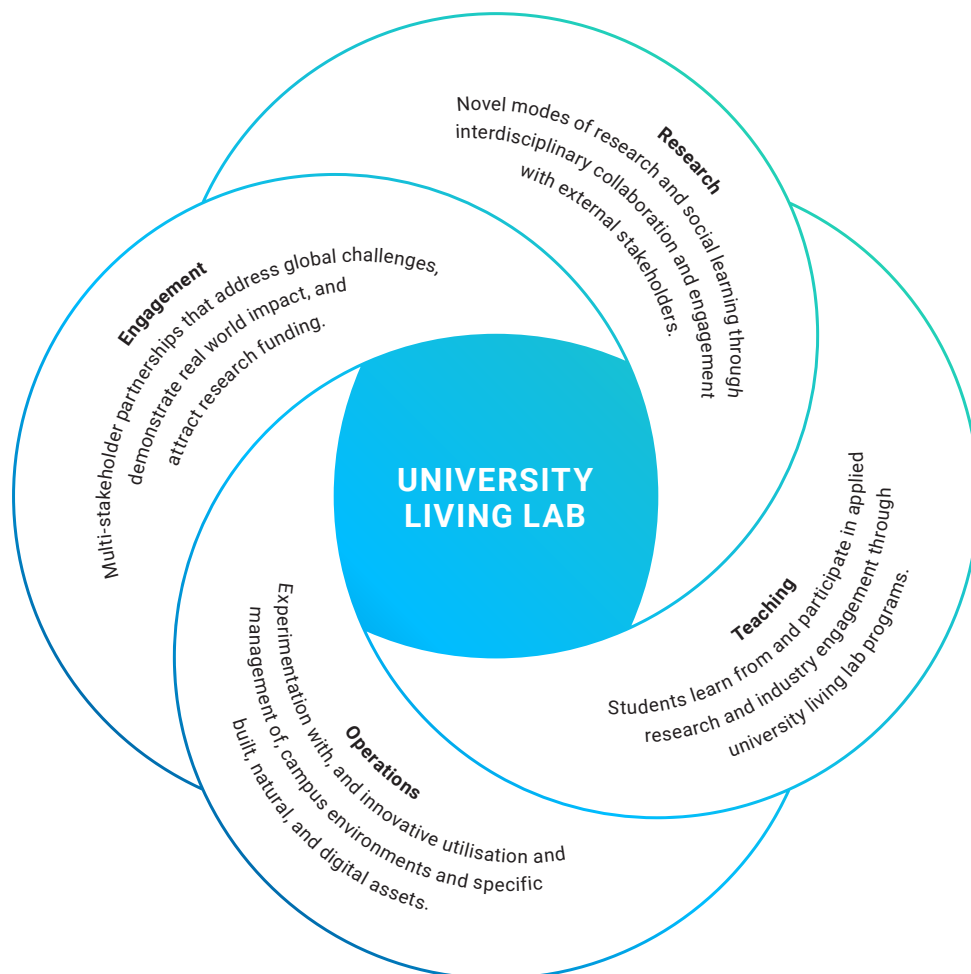 Research
Novel modes of research and social learning through
interdisciplinary collaboration and engagement
with external stakeholders.
Engagement
Multi-stakeholder partnerships that address global challenges,
demonstrate real world impact, and
attract research funding.
UNIVERSITY
LIVING LAB
Teaching
Students learn from and participate in applied
research and industry engagement through
university living lab programs.
Operations
Experimentation with, and innovative utilisation and
management of, campus environments and specific
built, natural, and digital assets.